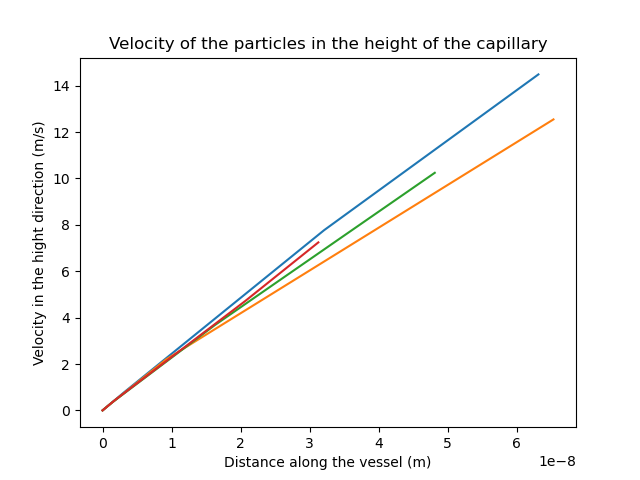 Velocity of the particles in the height of the capillary
Velocity in the hight direction (m/s)
14
12
10
8
6
4
2
0
0 1 2 3 4 5 6
1e−8
Distance along the vessel (m)